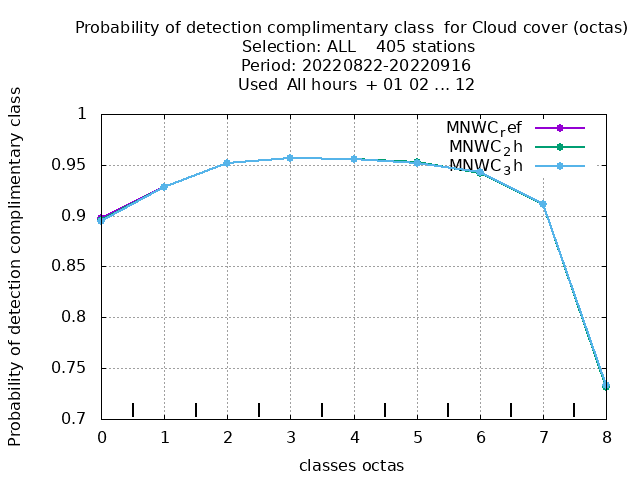 Probability of detection complimentary class  for Cloud cover (octas)
Selection: ALL    405 stations
Period: 20220822-20220916
Used  All hours  + 01 02 ... 12
Probability of detection complimentary class
1
0.95
0.9
0.85
0.8
0.75
0.7
MNWC_ref
MNWC_2h
MNWC_3h
0 1 2 3 4 5 6 7 8
classes octas